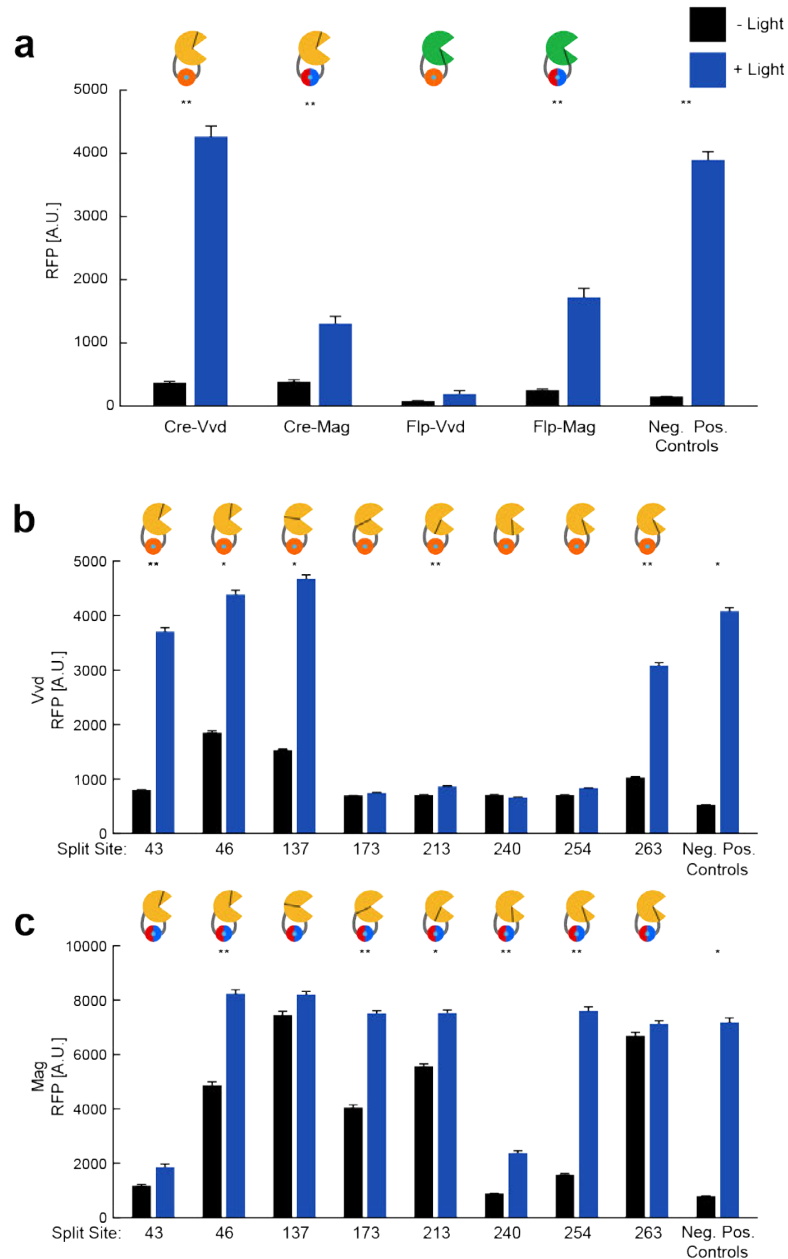 a
- Light
+ Light
** ** ** **
RFP [A.U.]
5000
4000
3000
2000
1000
0
Cre-Vvd Cre-Mag Flp-Vvd Flp-Mag Neg. Pos.
Controls
b
** * * ** ** *
Vvd
RFP [A.U.]
5000
4000
3000
2000
1000
0
Split Site: 43 46 137 173 213 240 254 263 Neg. Pos.
Controls
c
** ** * ** ** *
Mag
RFP [A.U.]
10000
8000
6000
4000
2000
0
Split Site: 43 46 137 173 213 240 254 263 Neg. Pos.
Controls